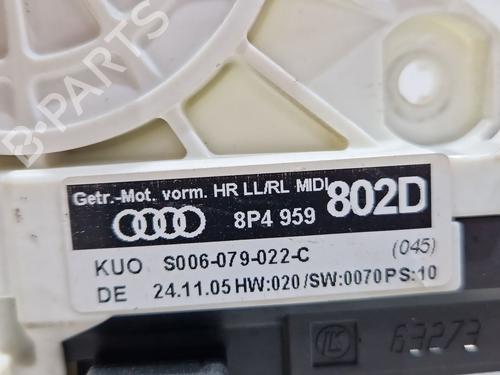 B-PARTS
Getr.-Mot. vorm. HR LL/RL MIDI
8P4 959 802D
KUO S006-079-022-C (045)
DE 24.11.05 HW:020/SW:0070 PS:10
63273